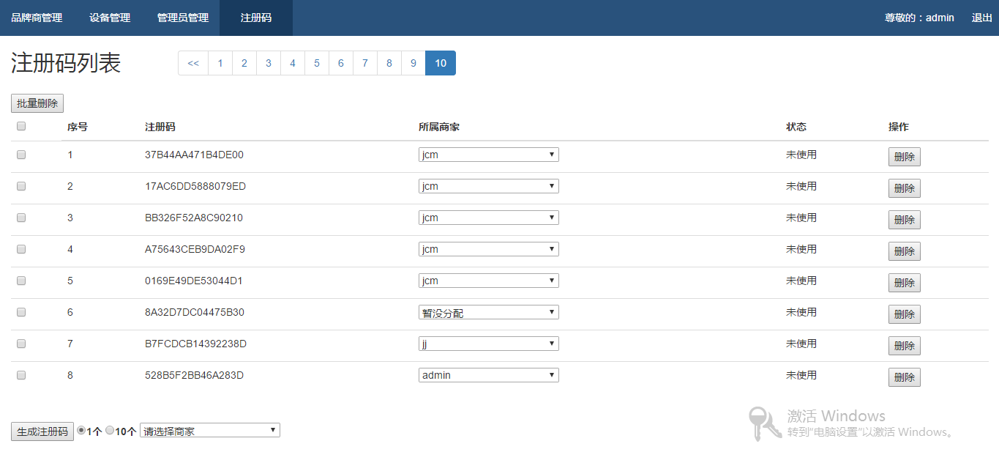 品牌商管理 设备管理 管理员管理 注册码 尊敬的：admin 退出
注册码列表 << 1 2 3 4 5 6 7 8 9 10
批量删除
序号 注册码 所属商家 状态 操作
1 37B44AA471B4DE00 jcm 未使用 删除
2 17AC6DD5888079ED jcm 未使用 删除
3 BB326F52A8C90210 jcm 未使用 删除
4 A75643CEB9DA02F9 jcm 未使用 删除
5 0169E49DE53044D1 jcm 未使用 删除
6 8A32D7DC04475B30 暂没分配 未使用 删除
7 B7FCDCB14392238D jj 未使用 删除
8 528B5F2BB46A283D admin 未使用 删除
生成注册码 1个 10个 请选择商家
激活 Windows
转到“电脑设置”以激活 Windows。